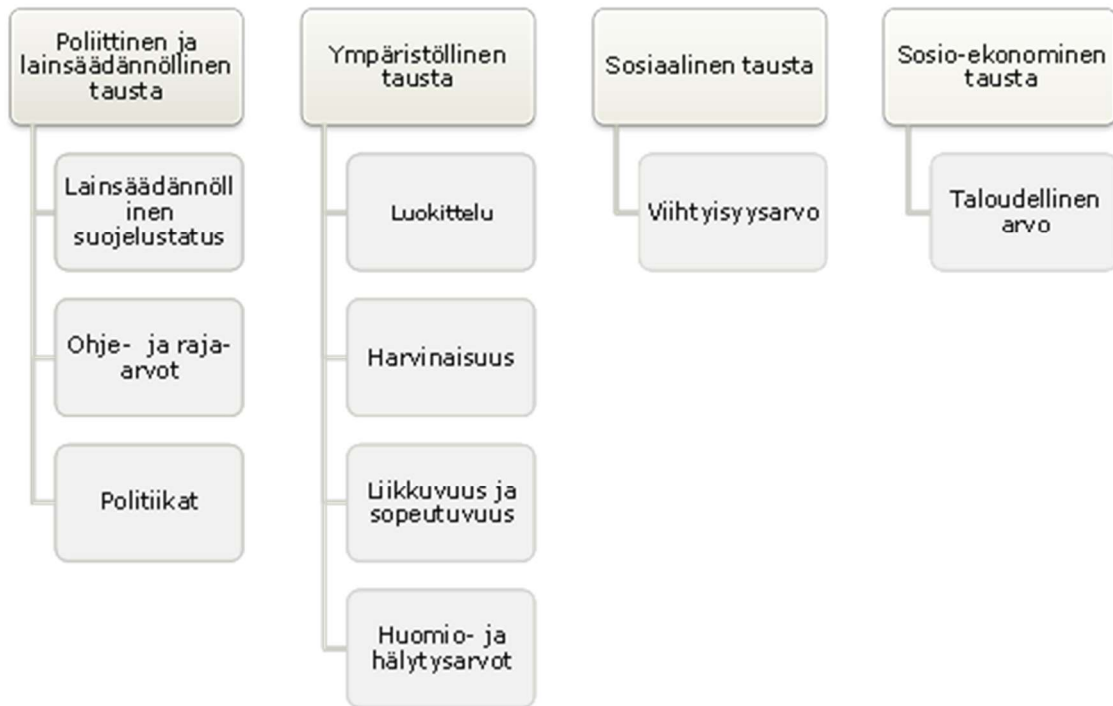 Poliittinen ja
lainsäädännöllinen
tausta
Lainsäädännöll
inen
suojelustatus
Ohje- ja raja-
arvot
Politiikat
Ympäristöllinen
tausta
Luokittelu
Harvinaisuus
Liikkuvuus ja
sopeutuvuus
Huomio- ja
hälytysarvot
Sosiaalinen tausta
Viihtyisyysarvo
Sosio-ekonominen
tausta
Taloudellinen
arvo